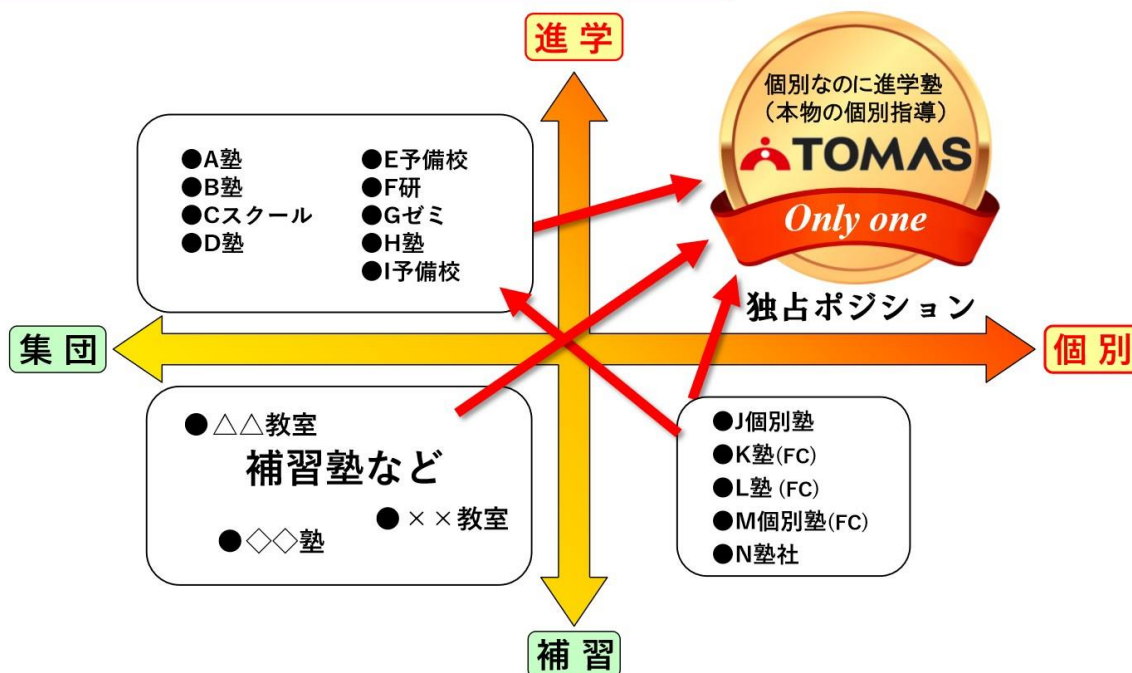 進学
個別なのに進学塾
（本物の個別指導）
TOMAS
Only one
独占ポジション
●A塾
●B塾
●Cスクール
●D塾
●E予備校
●F研
●Gゼミ
●H塾
●I予備校
集団
個別
●△△教室
補習塾など
●××教室
●◇◇塾
●J個別塾
●K塾(FC)
●L塾 (FC)
●M個別塾(FC)
●N塾社
補習